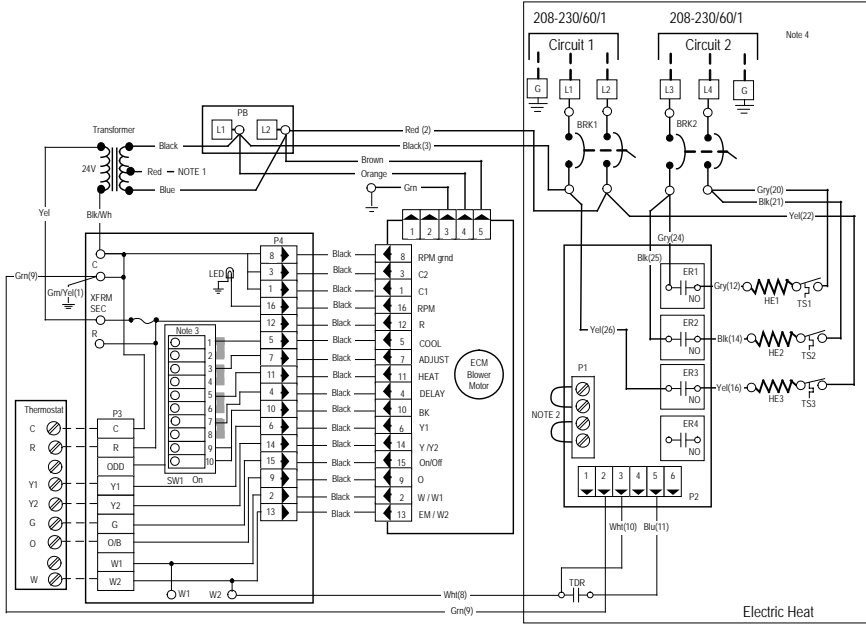 208-230/60/1 208-230/60/1
Circuit 1 Circuit 2 Note 4
G L1 L2 L3 L4 G
BRK1 BRK2
PB
L1 L2
Transformer
24V
Black
Red NOTE 1
Blue
Red (2)
Black(3)
Brown
Orange
Grn
Yel
Blk/Wh
Gry(20)
Blk(21)
Yel(22)
Gry(24)
Blk(25)
Yel(26)
1 2 3 4 5
P4
C
Grn(9)
Grn/Yel(1)
XFRM
SEC
R
LED
8 Black 8 RPM grnd
3 Black 3 C2
1 Black 1 C1
16 Black 16 RPM
12 Black 12 R
5 Black 5 COOL
7 Black 7 ADJUST
11 Black 11 HEAT
4 Black 4 DELAY
10 Black 10 BK
6 Black 6 Y1
14 Black 14 Y /Y2
15 Black 15 On/Off
9 Black 9 O
2 Black 2 W / W1
13 Black 13 EM / W2
ECM
Blower
Motor
Note 3
1
2
3
4
5
6
7
8
9
10
SW1 On
Thermostat
C
R
Y1
Y2
G
O
W
P3
C
R
ODD
Y1
Y2
G
O/B
W1
W2
W1 W2
ER1
NO
Gry(12) HE1 TS1
ER2
NO
Blk(14) HE2 TS2
ER3
NO
Yel(16) HE3 TS3
ER4
NO
P1
NOTE 2
1 2 3 4 5 6
P2
Wht(10) Blu(11)
TDR
Wht(8)
Grn(9)
Electric Heat